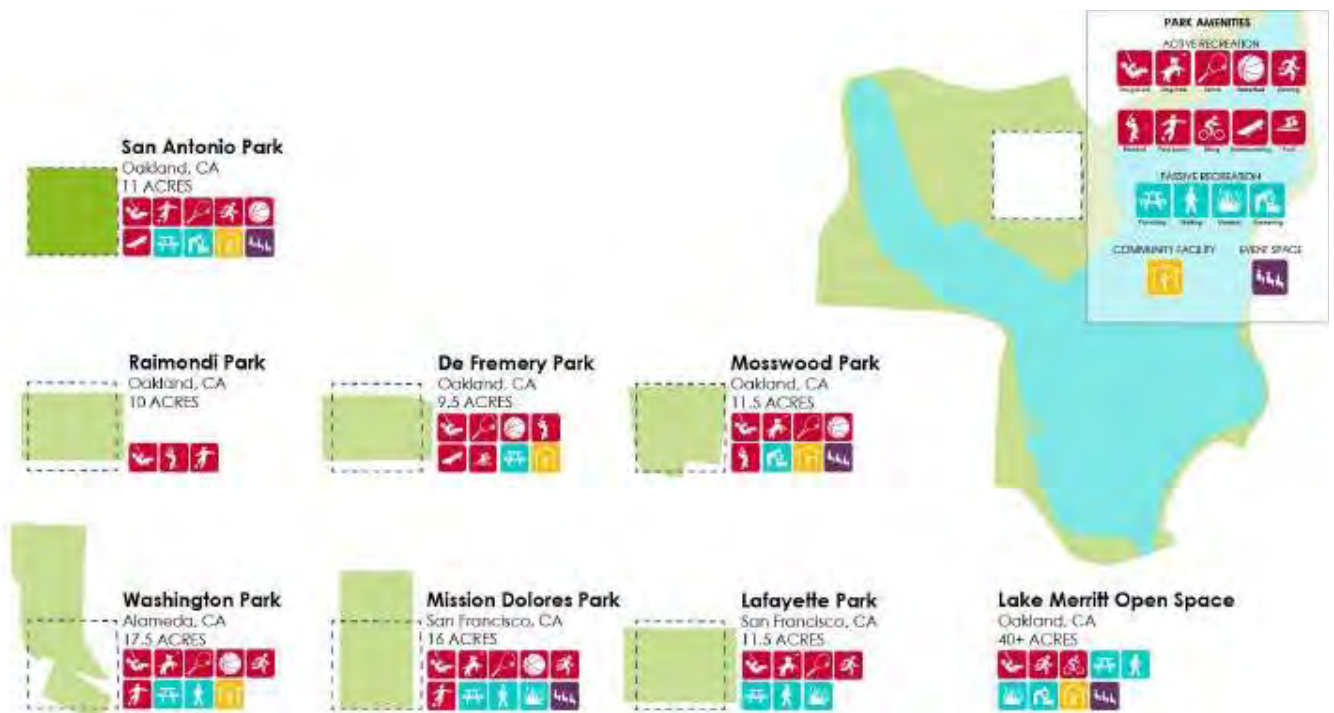 PARK AMENITIES
ACTIVE RECREATION
PASSIVE RECREATION
COMMUNITY FACILITY
EVENT SPACE
San Antonio Park
Oakland, CA
11 ACRES
Raimondi Park
Oakland, CA
10 ACRES
De Fremery Park
Oakland, CA
9.5 ACRES
Mosswood Park
Oakland, CA
11.5 ACRES
Washington Park
Alameda, CA
17.5 ACRES
Mission Dolores Park
San Francisco, CA
16 ACRES
Lafayette Park
San Francisco, CA
11.5 ACRES
Lake Merritt Open Space
Oakland, CA
40+ ACRES